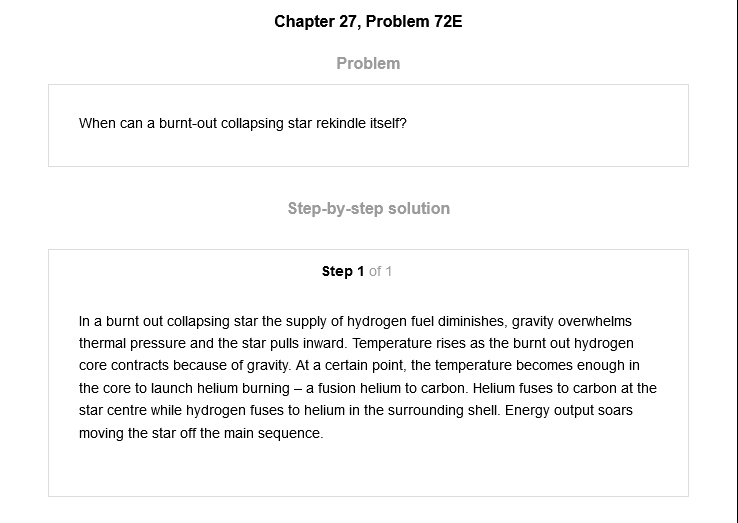 Chapter 27, Problem 72E
Problem
When can a burnt-out collapsing star rekindle itself?
Step-by-step solution
Step 1 of 1
In a burnt out collapsing star the supply of hydrogen fuel diminishes, gravity overwhelms
thermal pressure and the star pulls inward. Temperature rises as the burnt out hydrogen
core contracts because of gravity. At a certain point, the temperature becomes enough in
the core to launch helium burning – a fusion helium to carbon. Helium fuses to carbon at the
star centre while hydrogen fuses to helium in the surrounding shell. Energy output soars
moving the star off the main sequence.